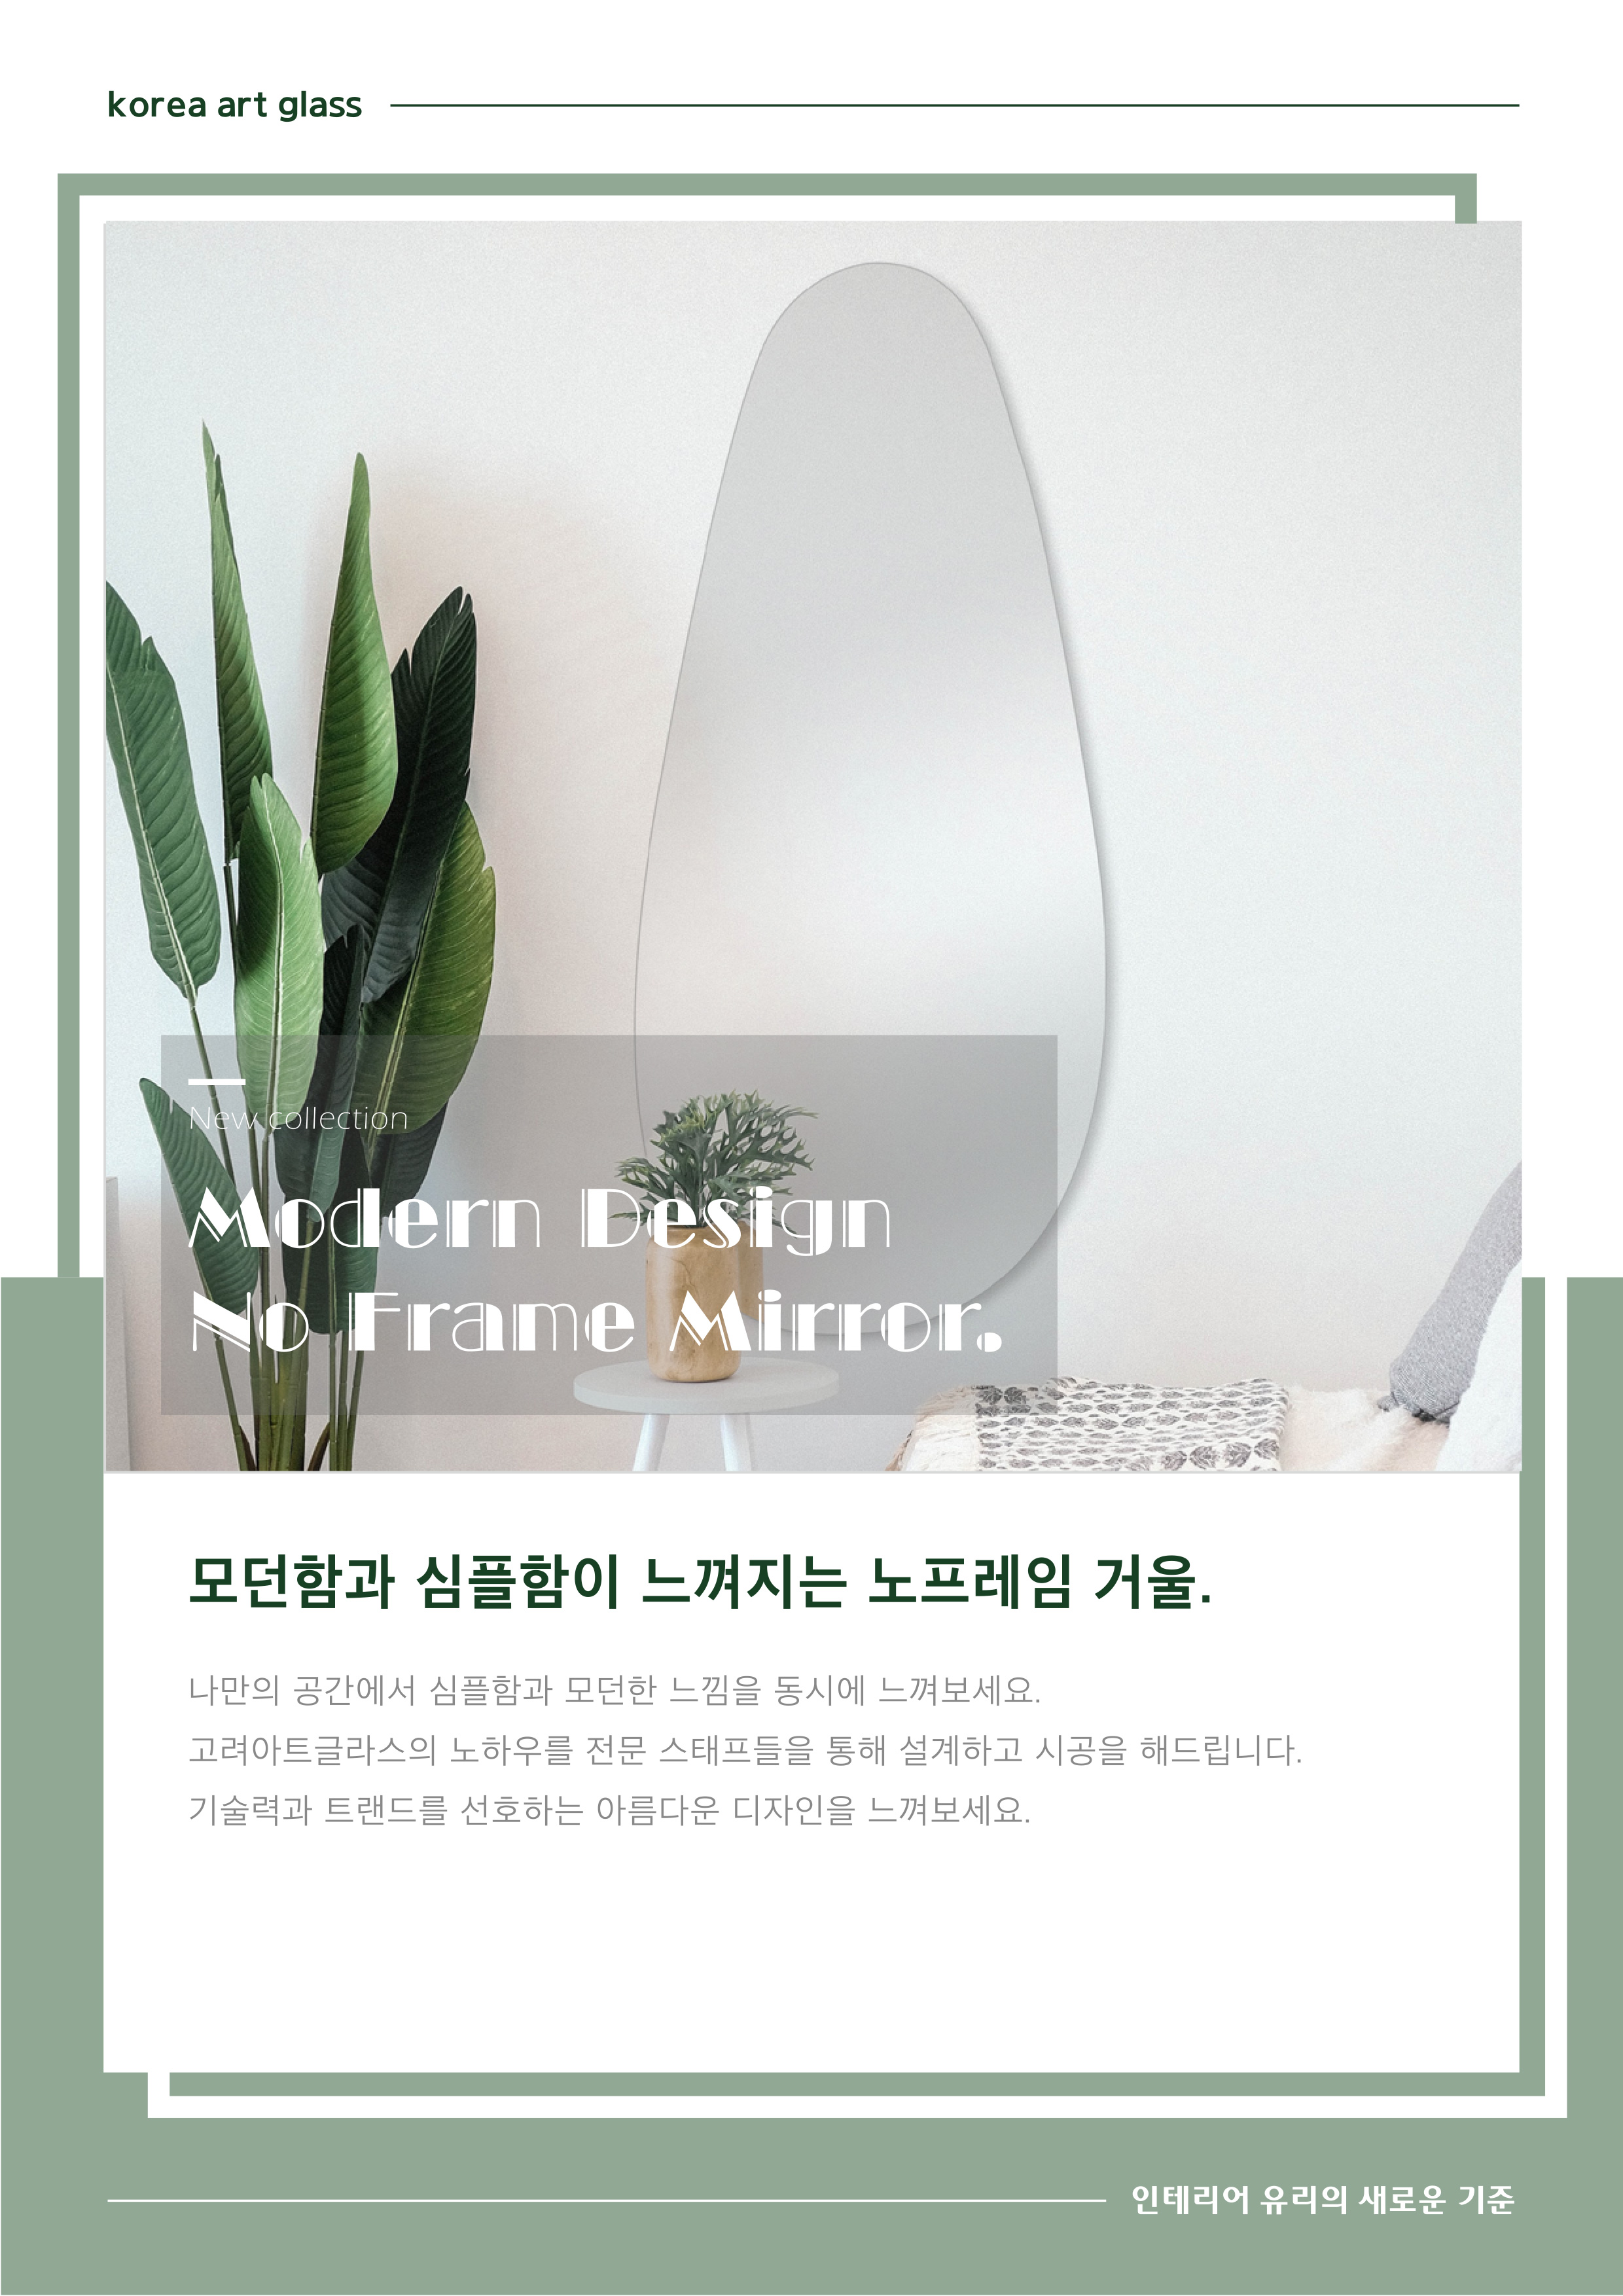 korea art glass
New collection
Modern Design
No Frame Mirror.
모던함과 심플함이 느껴지는 노프레임 거울.
나만의 공간에서 심플함과 모던한 느낌을 동시에 느껴보세요.
고려아트글라스의 노하우를 전문 스태프들을 통해 설계하고 시공을 해드립니다.
기술력과 트랜드를 선호하는 아름다운 디자인을 느껴보세요.
인테리어 유리의 새로운 기준